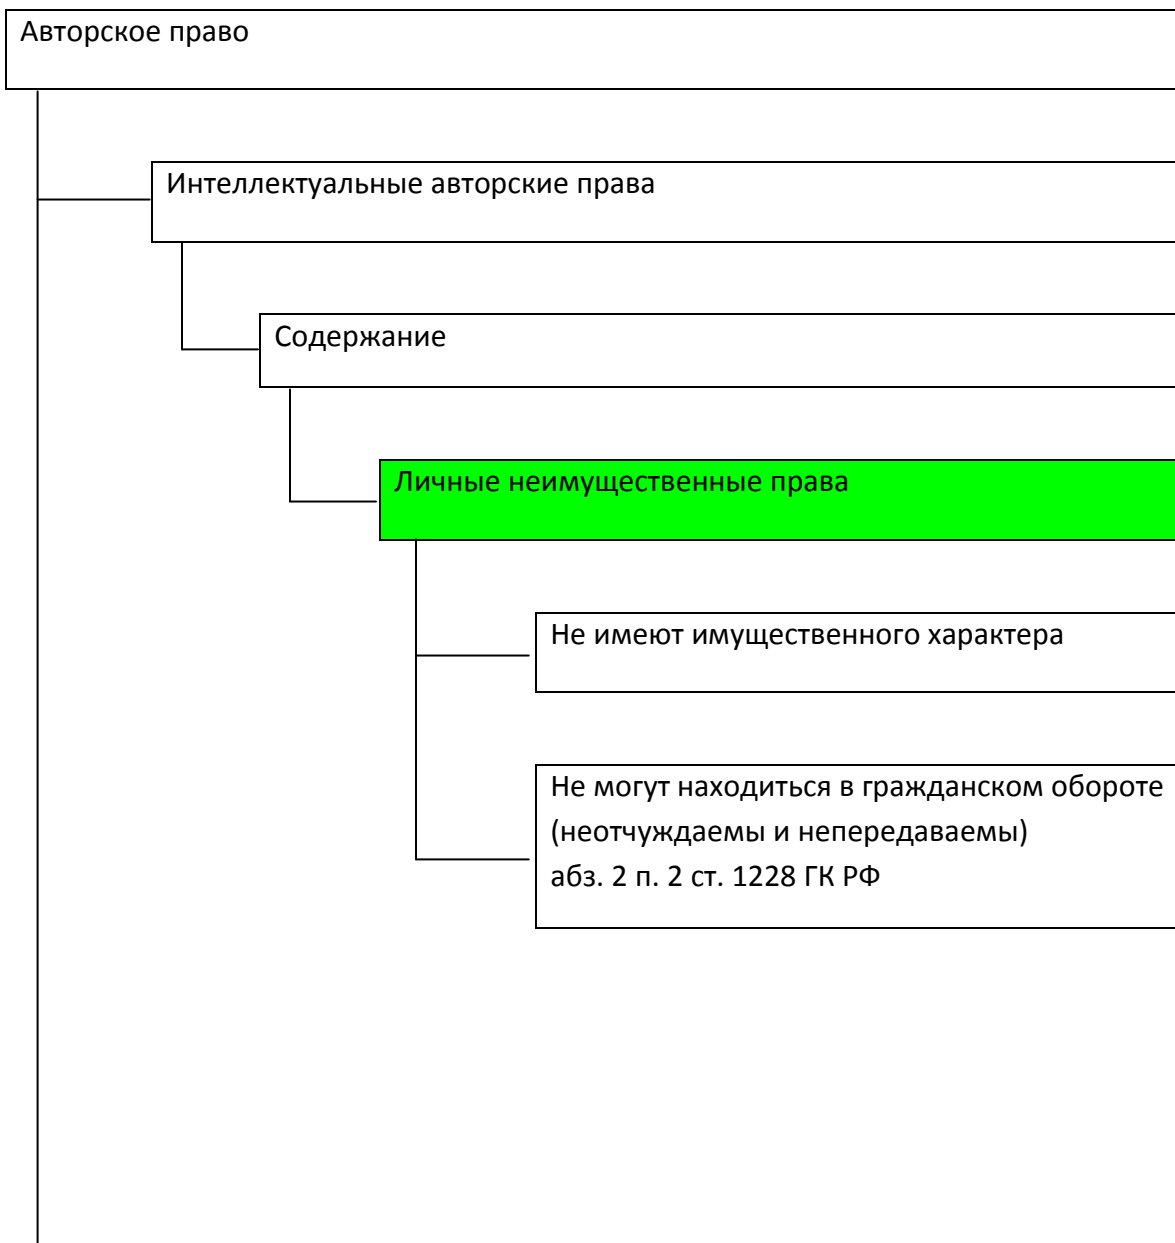 Авторское право
Интеллектуальные авторские права
Содержание
Личные неимущественные права
Не имеют имущественного характера
Не могут находиться в гражданском обороте
(неотчуждаемы и непередаваемы)
абз. 2 п. 2 ст. 1228 ГК РФ